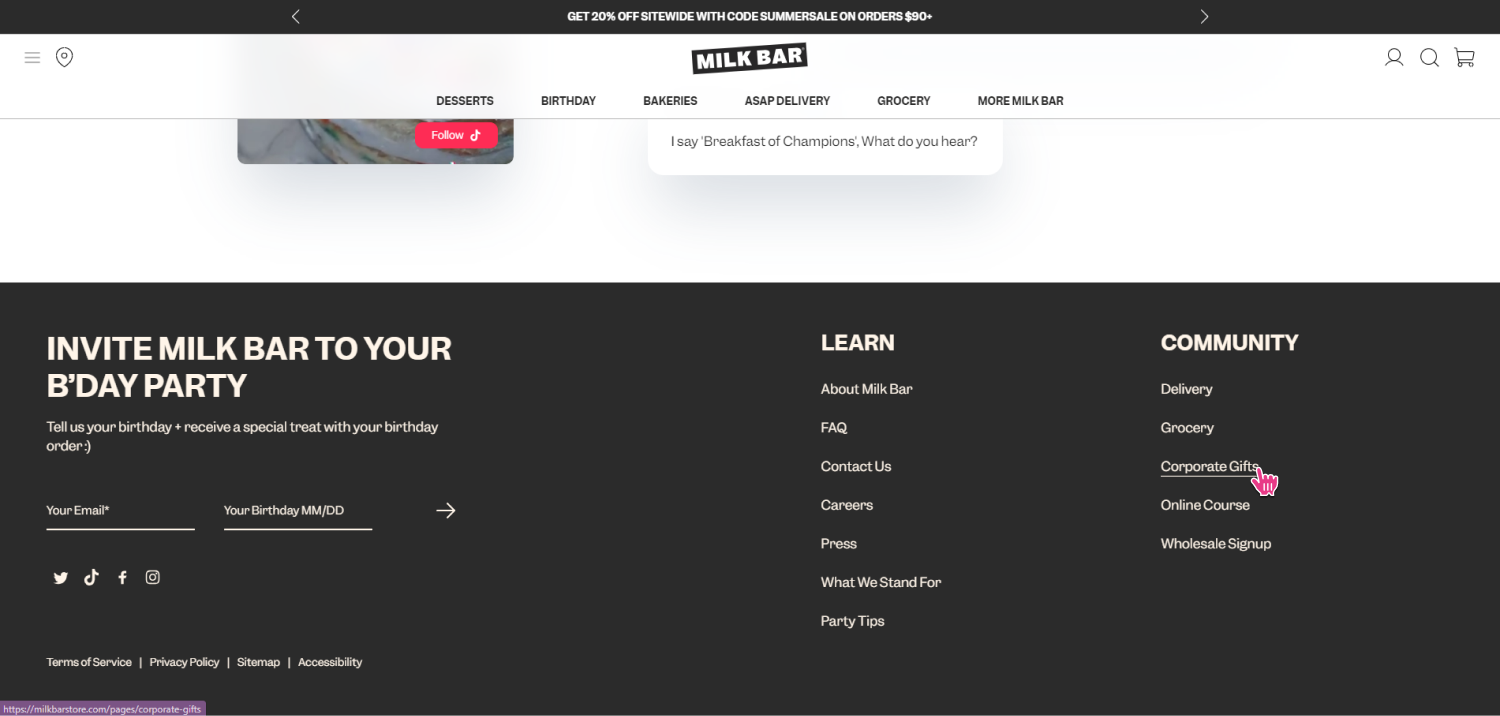 GET 20% OFF SITEWIDE WITH CODE SUMMERSALE ON ORDERS $90+
MILK BAR
DESSERTS
BIRTHDAY
BAKERIES
ASAP DELIVERY
GROCERY
MORE MILK BAR
Follow
I say 'Breakfast of Champions', What do you hear?
INVITE MILK BAR TO YOUR
B'DAY PARTY
Tell us your birthday + receive a special treat with your birthday
order :)
Your Email*
Your Birthday MM/DD
LEARN
About Milk Bar
FAQ
Contact Us
Careers
Press
What We Stand For
Party Tips
COMMUNITY
Delivery
Grocery
Corporate Gifts
Online Course
Wholesale Signup
Terms of Service | Privacy Policy | Sitemap | Accessibility
https://milkbarstore.com/pages/corporate-gifts